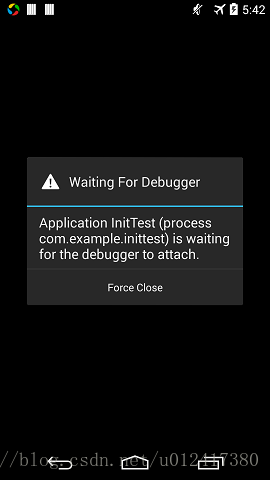 5:42
Waiting For Debugger
Application InitTest (process
com.example.inittest) is waiting
for the debugger to attach.
Force Close
//blog.csdn.net/u012417380